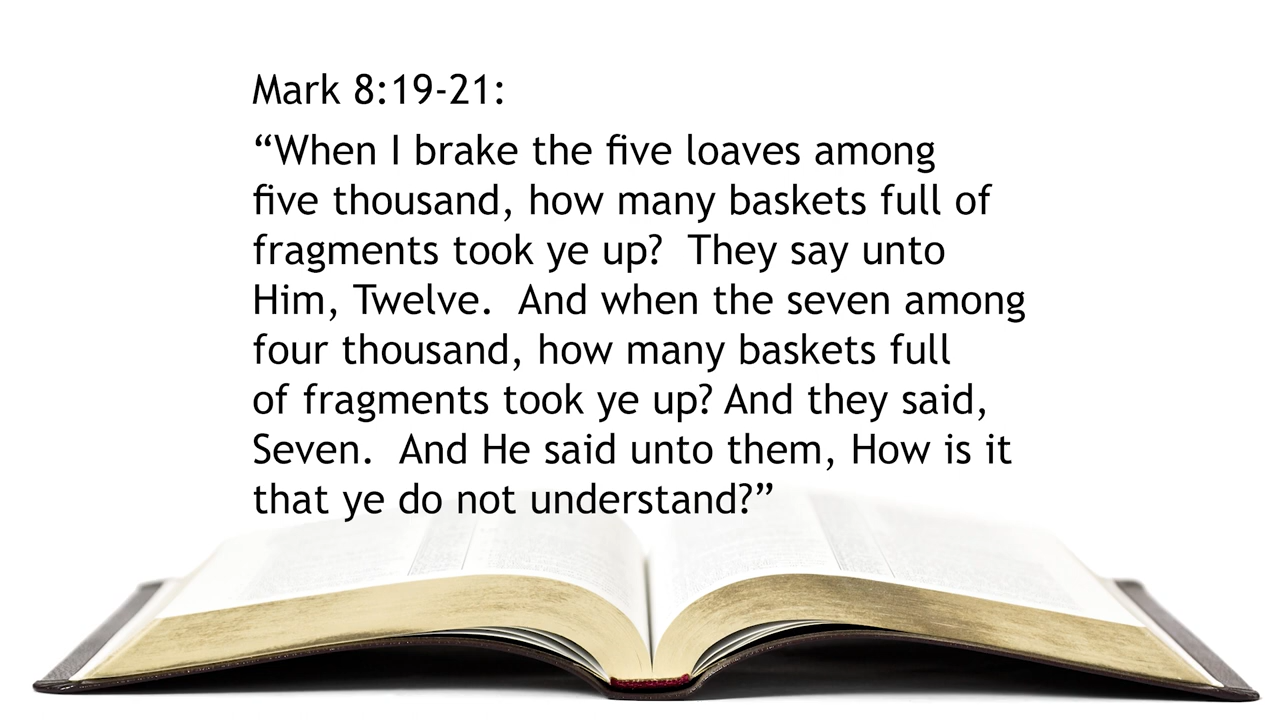 Mark 8:19-21:
“When I brake the five loaves among
five thousand, how many baskets full of
fragments took ye up?  They say unto
Him, Twelve.  And when the seven among
four thousand, how many baskets full
of fragments took ye up? And they said,
Seven.  And He said unto them, How is it
that ye do not understand?”